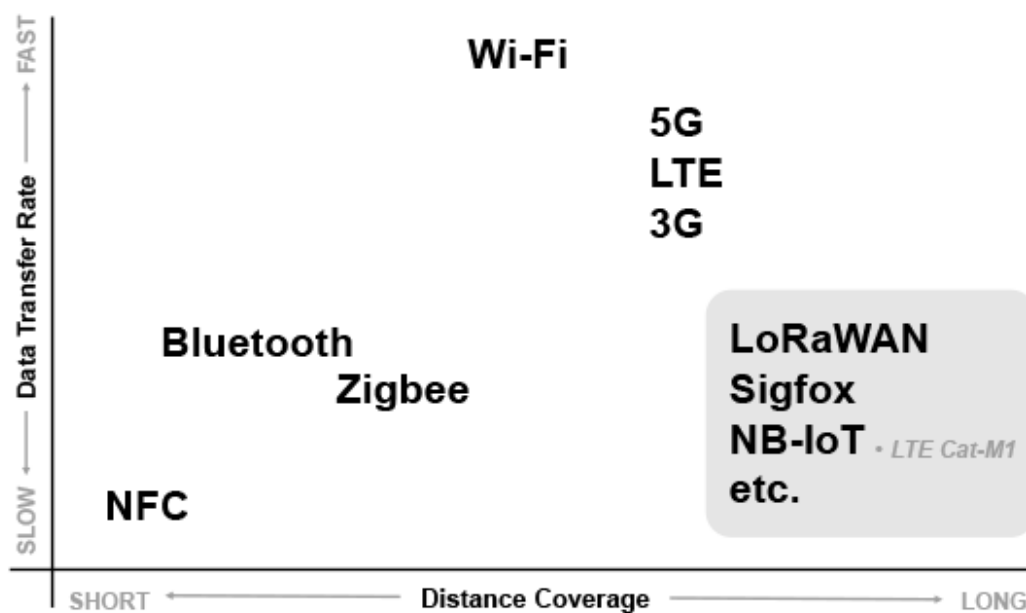 FAST
Data Transfer Rate
SLOW
Wi-Fi
5G
LTE
3G
Bluetooth
Zigbee
NFC
LoRaWAN
Sigfox
NB-IoT • LTE Cat-M1
etc.
SHORT
Distance Coverage
LONG